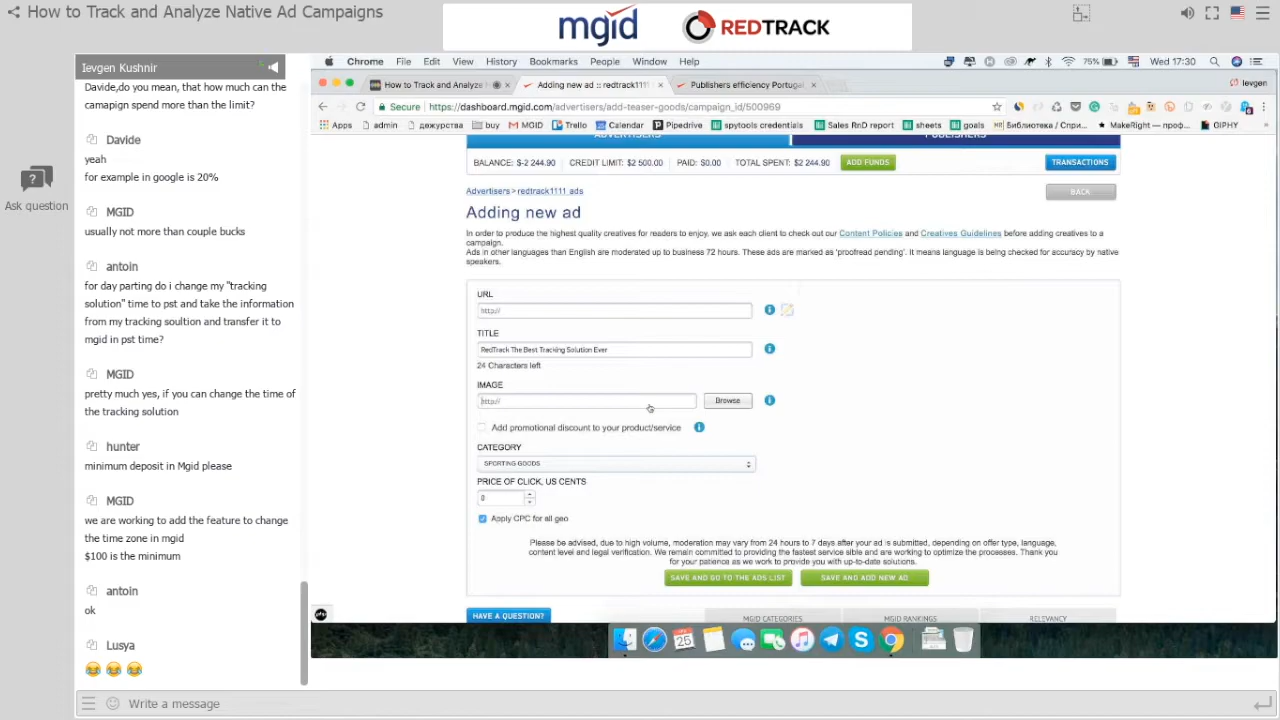 How to Track and Analyze Native Ad Campaigns
mgid REDTRACK
Ievgen Kushnir
Davide,do you mean, that how much can the
camapign spend more than the limit?
Davide
yeah
for example in google is 20%
MGID
usually not more than couple bucks
antoin
for day parting do i change my "tracking
solution" time to pst and take the information
from my tracking soultion and transfer it to
mgid in pst time?
MGID
pretty much yes, if you can change the time of
the tracking solution
hunter
minimum deposit in Mgid please
MGID
we are working to add the feature to change
the time zone in mgid
$100 is the minimum
antoin
ok
Lusya
Write a message
Ask question
Chrome File Edit View History Bookmarks People Window Help
75% Wed 17:30
How to Track and Analyze N Adding new ad :: redtrack1111 Publishers efficiency Portugal Ievgen
Secure https://dashboard.mgid.com/advertisers/add-teaser-goods/campaign_id/500969
Apps admin дежурства buy MGID Trello Calendar Pipedrive spytools credentials Sales RnD report sheets goals Библиотека / Спри... MakeRight — проф... GIPHY
ADVERTISERS PUBLISHERS
BALANCE: $-2 244.90 CREDIT LIMIT: $2 500.00 PAID: $0.00 TOTAL SPENT: $2 244.90 ADD FUNDS TRANSACTIONS
Advertisers > redtrack1111 ads BACK
Adding new ad
In order to produce the highest quality creatives for readers to enjoy, we ask each client to check out our Content Policies and Creatives Guidelines before adding creatives to a
campaign.
Ads in other languages than English are moderated up to business 72 hours. These ads are marked as 'proofread pending'. It means language is being checked for accuracy by native
speakers.
URL
http://
TITLE
RedTrack The Best Tracking Solution Ever
24 Characters left
IMAGE
http:// Browse
Add promotional discount to your product/service
CATEGORY
SPORTING GOODS
PRICE OF CLICK, US CENTS
0
Apply CPC for all geo
Please be advised, due to high volume, moderation may vary from 24 hours to 7 days after your ad is submitted, depending on offer type, language,
content level and legal verification. We remain committed to providing the fastest service sible and are working to optimize the processes. Thank you
for your patience as we work to provide you with up-to-date solutions.
SAVE AND GO TO THE ADS LIST SAVE AND ADD NEW AD
HAVE A QUESTION? MGID CATEGORIES MGID RANKINGS RELEVANCY